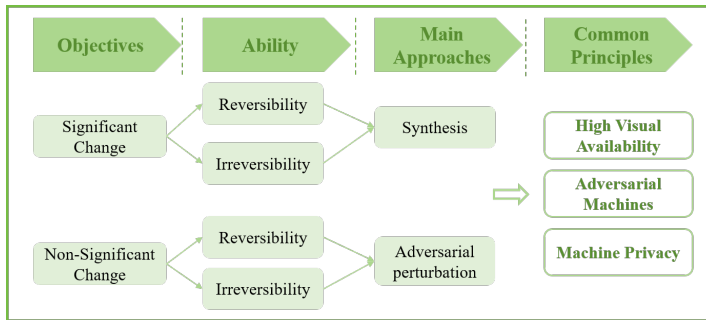 Objectives
Ability
Main
Approaches
Common
Principles
Significant
Change
Reversibility
Irreversibility
Synthesis
High Visual
Availability
Adversarial
Machines
Machine Privacy
Non-Significant
Change
Reversibility
Irreversibility
Adversarial
perturbation